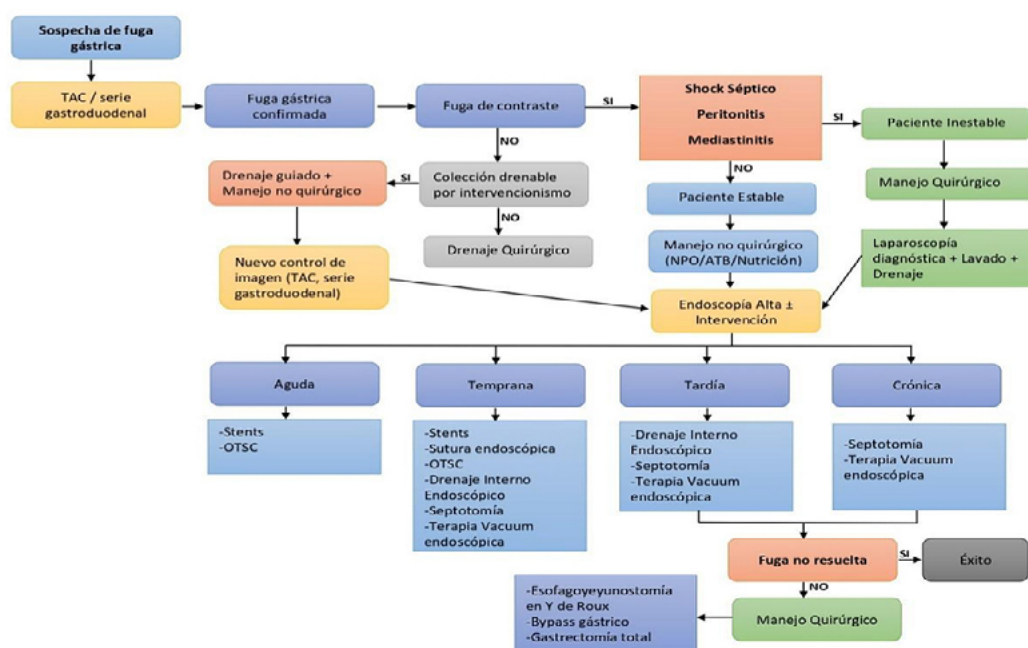 Sospecha de fuga
gástrica
TAC / serie
gastroduodenal
Fuga gástrica
confirmada
Fuga de contraste
SI
Shock Séptico
Peritonitis
Mediastinitis
SI
Paciente Inestable
NO
Colección drenable
por intervencionismo
SI
Drenaje guiado +
Manejo no quirúrgico
NO
Drenaje Quirúrgico
Nuevo control de
imagen (TAC, serie
gastroduodenal)
NO
Paciente Estable
Manejo no quirúrgico
(NPO/ATB/Nutrición)
Manejo Quirúrgico
Laparoscopía
diagnóstica + Lavado +
Drenaje
Endoscopía Alta ±
Intervención
Aguda
Temprana
Tardía
Crónica
-Stents
-OTSC
-Stents
-Sutura endoscópica
-OTSC
-Drenaje Interno
Endoscópico
-Septotomía
-Terapia Vacuum
endoscópica
-Drenaje Interno
Endoscópico
-Septotomía
-Terapia Vacuum
endoscópica
-Septotomía
-Terapia Vacuum
endoscópica
Fuga no resuelta
SI
Éxito
NO
Manejo Quirúrgico
-Esofagoyeyunostomía
en Y de Roux
-Bypass gástrico
-Gastrectomía total